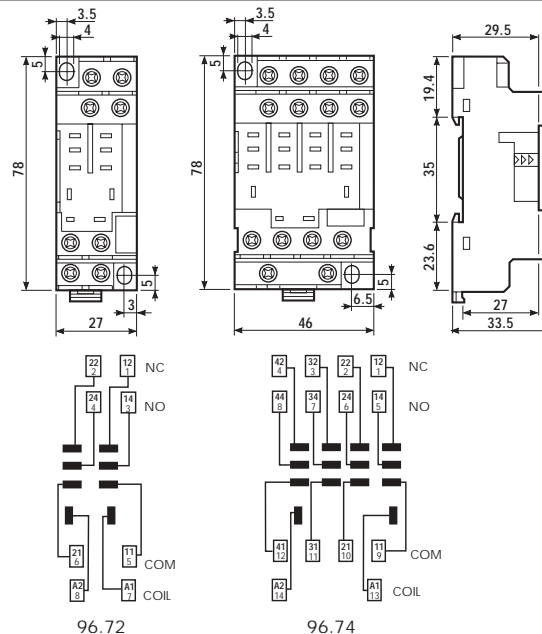 3.5
4
5
78
5
3
27
3.5
4
5
78
5
6.5
46
29.5
19.4
35
23.6
27
33.5
22 12 NC
2 1
24 14 NO
4 3
21 11
6 5 COM
A2 A1 COIL
8 7
96.72
42 32 22 12 NC
4 3 2 1
44 34 24 14 NO
8 7 6 5
41 31 21 11
12 11 10 9 COM
A2 A1 COIL
14 13
96.74